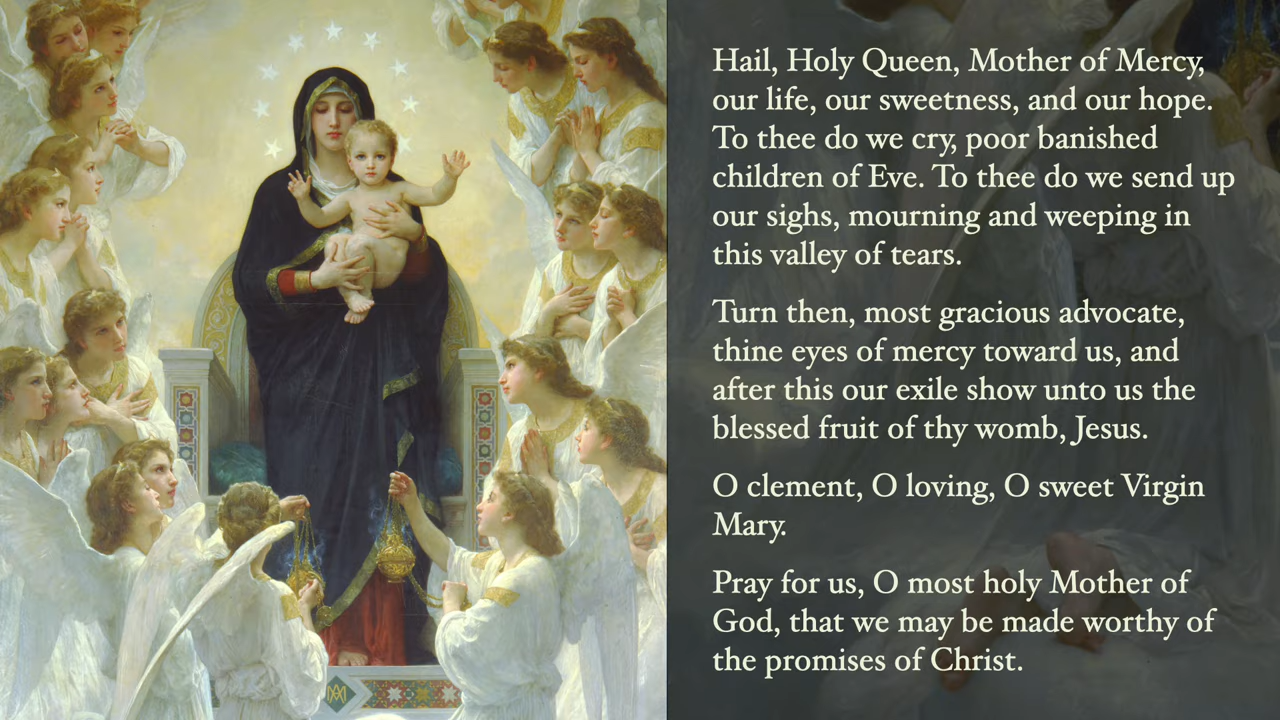 Hail, Holy Queen, Mother of Mercy,
our life, our sweetness, and our hope.
To thee do we cry, poor banished
children of Eve. To thee do we send up
our sighs, mourning and weeping in
this valley of tears.
Turn then, most gracious advocate,
thine eyes of mercy toward us, and
after this our exile show unto us the
blessed fruit of thy womb, Jesus.
O clement, O loving, O sweet Virgin
Mary.
Pray for us, O most holy Mother of
God, that we may be made worthy of
the promises of Christ.